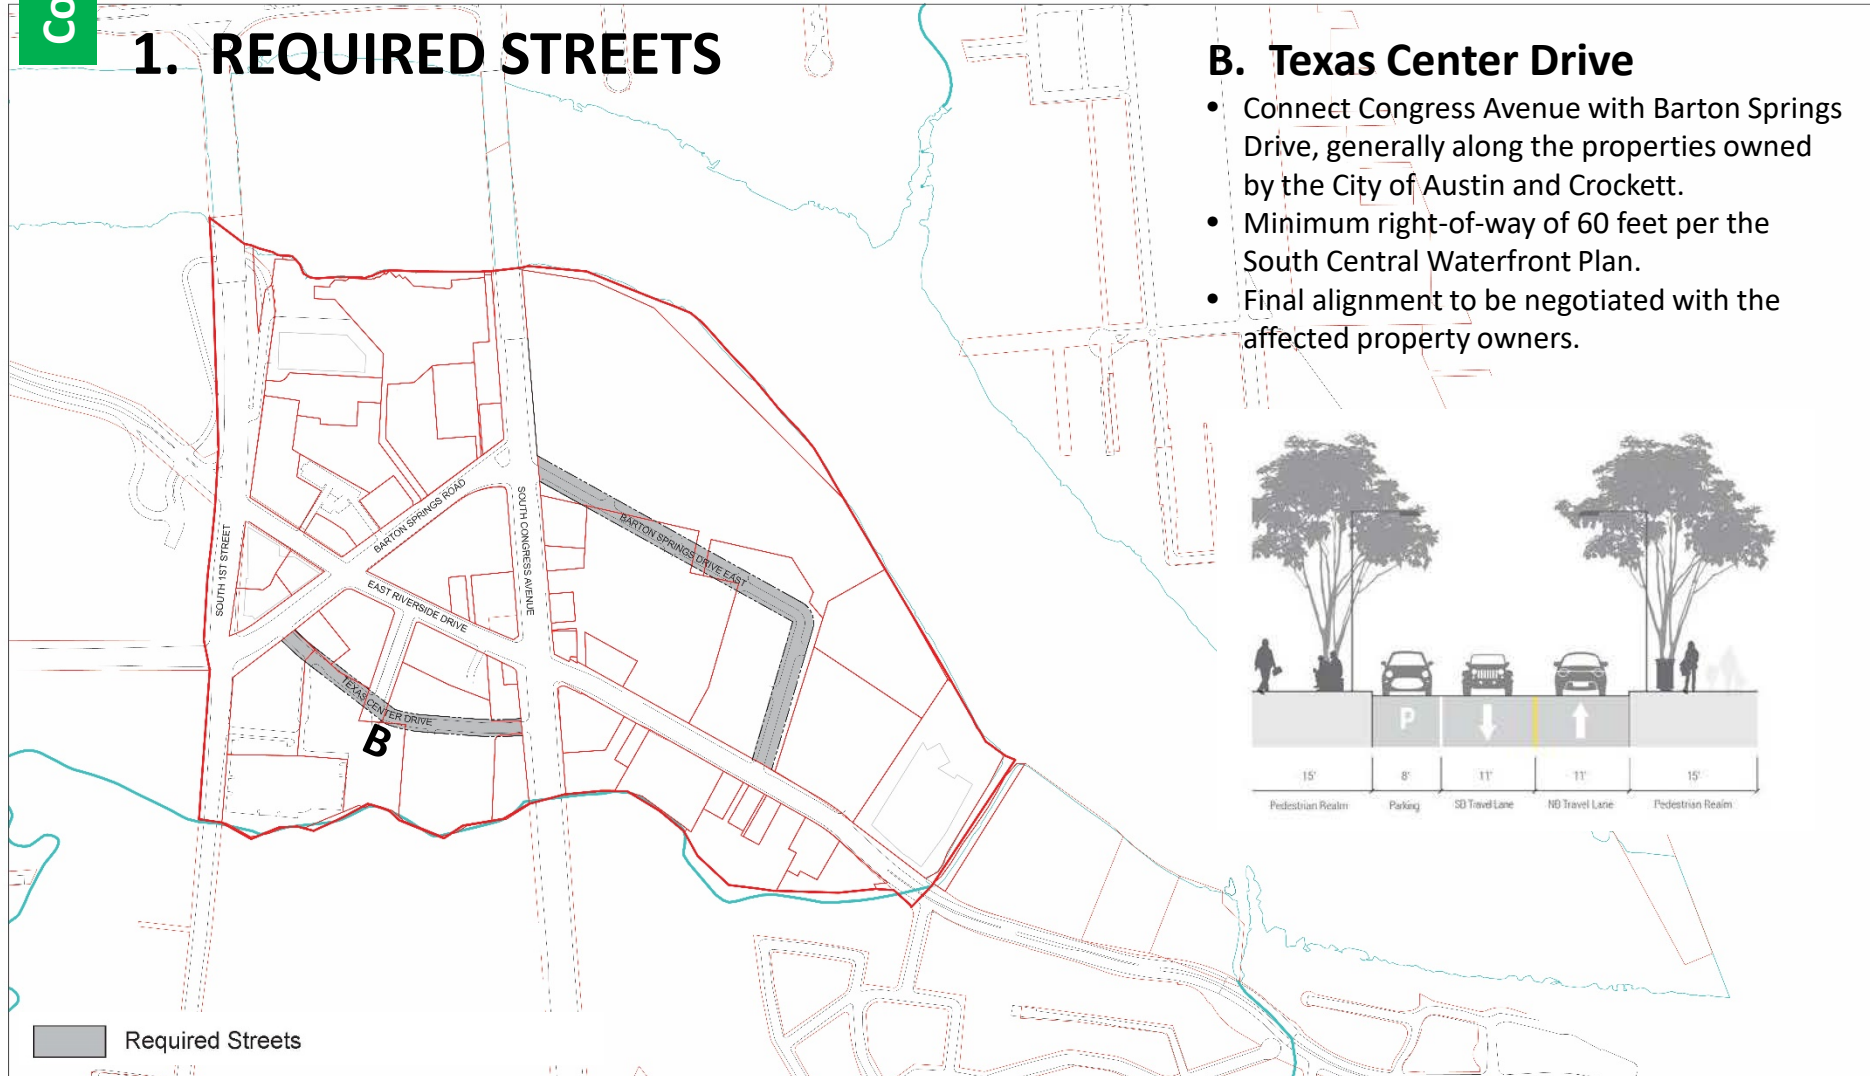 Co
1. REQUIRED STREETS
B. Texas Center Drive
• Connect Congress Avenue with Barton Springs
Drive, generally along the properties owned
by the City of Austin and Crockett.
• Minimum right-of-way of 60 feet per the
South Central Waterfront Plan.
• Final alignment to be negotiated with the
affected property owners.
BARTON SPRINGS ROAD
SOUTH CONGRESS AVENUE
BARTON SPRINGS DRIVE EAST
SOUTH 1ST STREET
EAST RIVERSIDE DRIVE
TEXAS CENTER DRIVE
B
P
15' 8' 11' 11' 15'
Pedestrian Realm Parking SB Travel Lane NB Travel Lane Pedestrian Realm
Required Streets